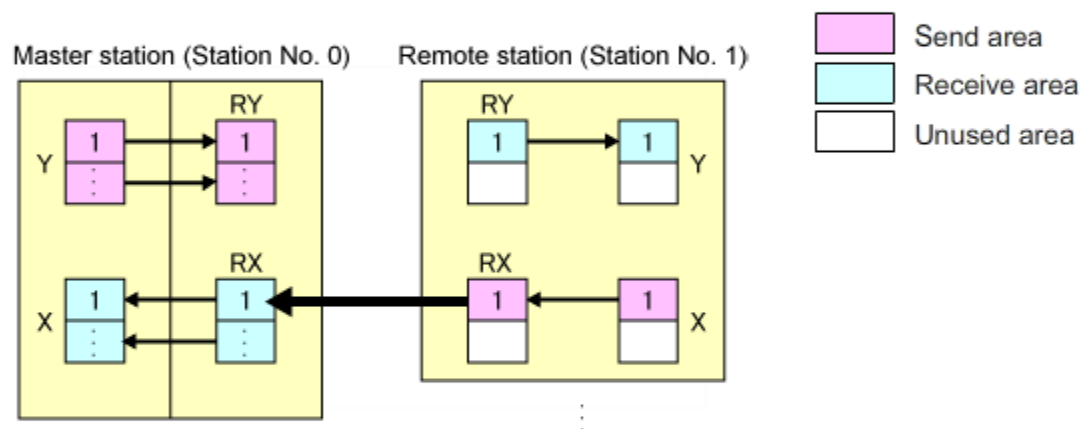 Master station (Station No. 0)
Remote station (Station No. 1)
Send area
Receive area
Unused area
RY
RY
Y
1
1
1
1
Y
⋮
⋮
RX
RX
X
1
1
1
1
X
⋮
⋮
⋮